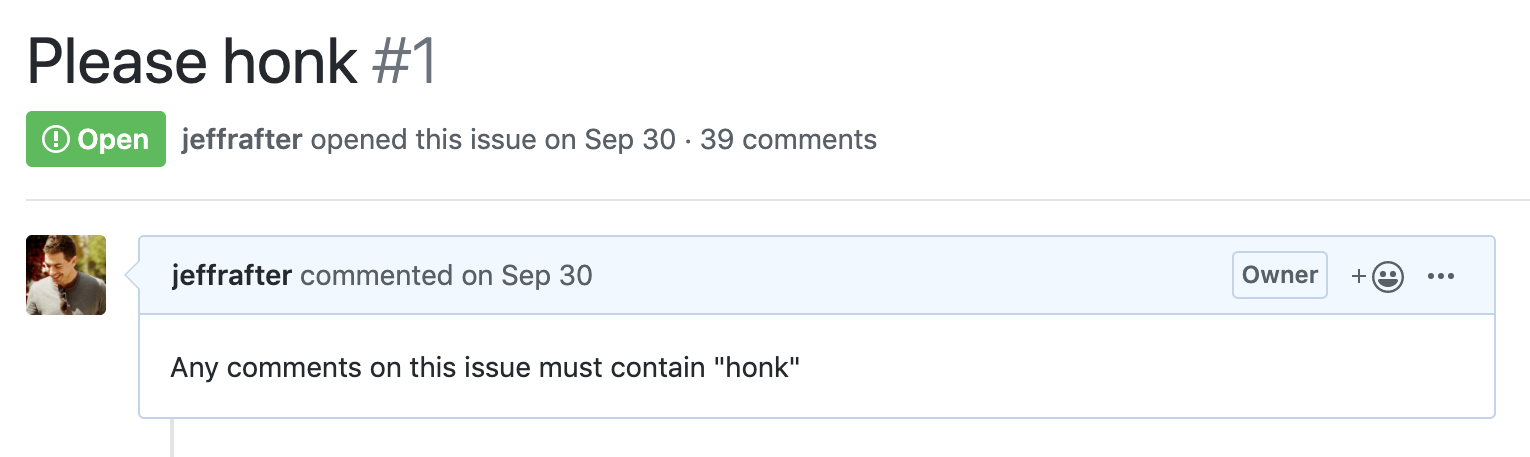 Please honk #1
Open jeffrafter opened this issue on Sep 30 · 39 comments
jeffrafter commented on Sep 30 Owner
Any comments on this issue must contain "honk"